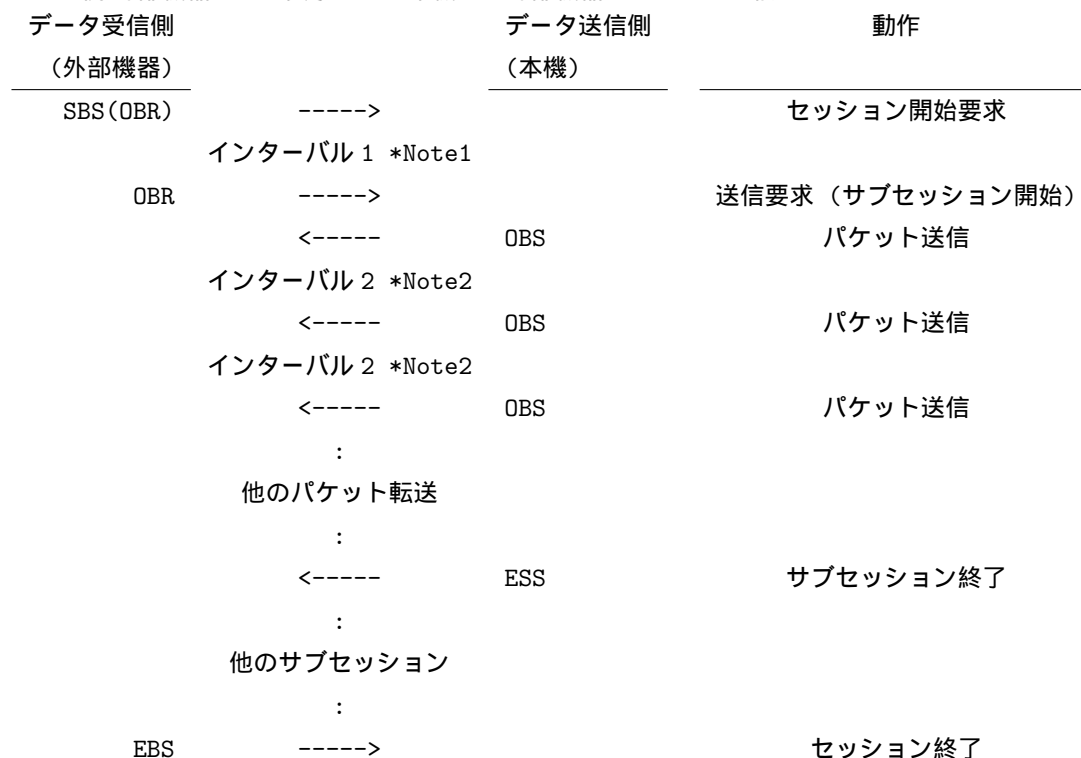 データ受信側 データ送信側 動作
（外部機器） （本機）
SBS(OBR) -----> セッション開始要求
インターバル 1 *Note1
OBR -----> 送信要求（サブセッション開始）
<----- OBS パケット送信
インターバル 2 *Note2
<----- OBS パケット送信
インターバル 2 *Note2
<----- OBS パケット送信
:
他のパケット転送
:
<----- ESS サブセッション終了
:
他のサブセッション
:
EBS -----> セッション終了